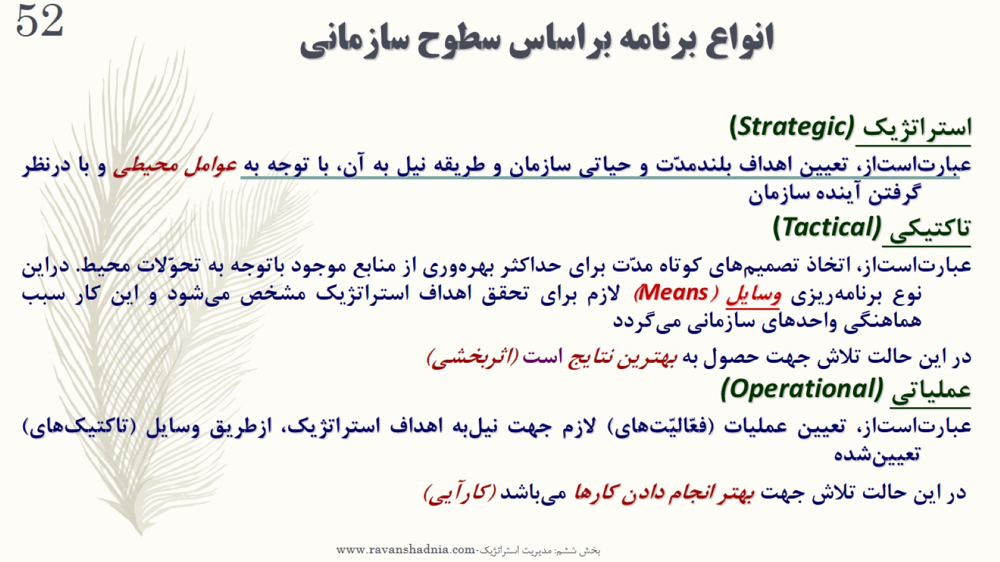 52
انواع برنامه براساس سطوح سازمانی
استراتژیک (Strategic)
عبارت‌است‌از، تعیین اهداف بلندمدّت و حیاتی سازمان و طریقه نیل به آن، با توجه به عوامل محیطی و با درنظر
گرفتن آینده سازمان
تاکتیکی (Tactical)
عبارت‌است‌از، اتخاذ تصمیم‌های کوتاه مدّت برای حداکثر بهره‌وری از منابع موجود باتوجه به تحوّلات محیط. دراین
نوع برنامه‌ریزی وسایل (Means) لازم برای تحقق اهداف استراتژیک مشخص می‌شود و این کار سبب
هماهنگی واحدهای سازمانی می‌گردد
در این حالت تلاش جهت حصول به بهترین نتایج است (اثربخشی)
عملیاتی (Operational)
عبارت‌است‌از، تعیین عملیات (فعّالیّت‌های) لازم جهت نیل‌به اهداف استراتژیک، ازطریق وسایل (تاکتیک‌های)
تعیین‌شده
در این حالت تلاش جهت بهتر انجام دادن کارها می‌باشد (کارآیی)
بخش ششم: مدیریت استراتژیک-www.ravanshadnia.com